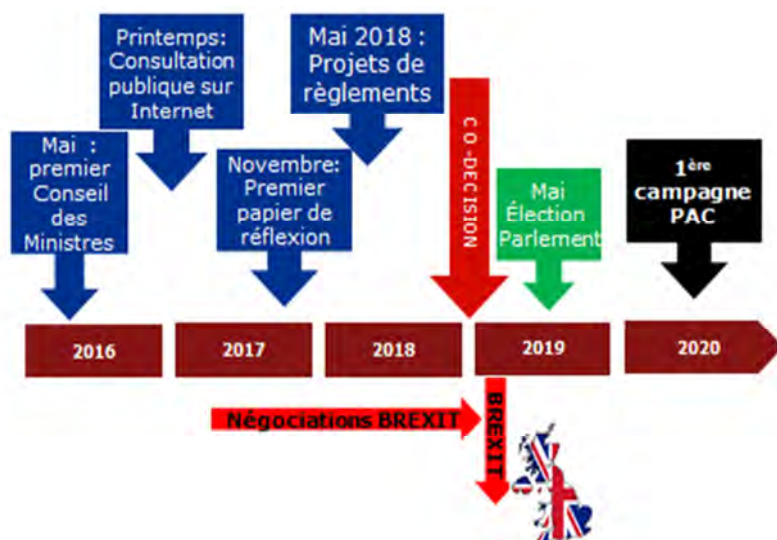 Printemps:
Consultation
publique sur
Internet
Mai 2018 :
Projets de
règlements
Mai :
premier
Conseil
des
Ministres
Novembre:
Premier
papier de
réflexion
CO-DECISION
Mai
Élection
Parlement
1ère
campagne
PAC
2016
2017
2018
2019
2020
Négociations BREXIT
BREXIT